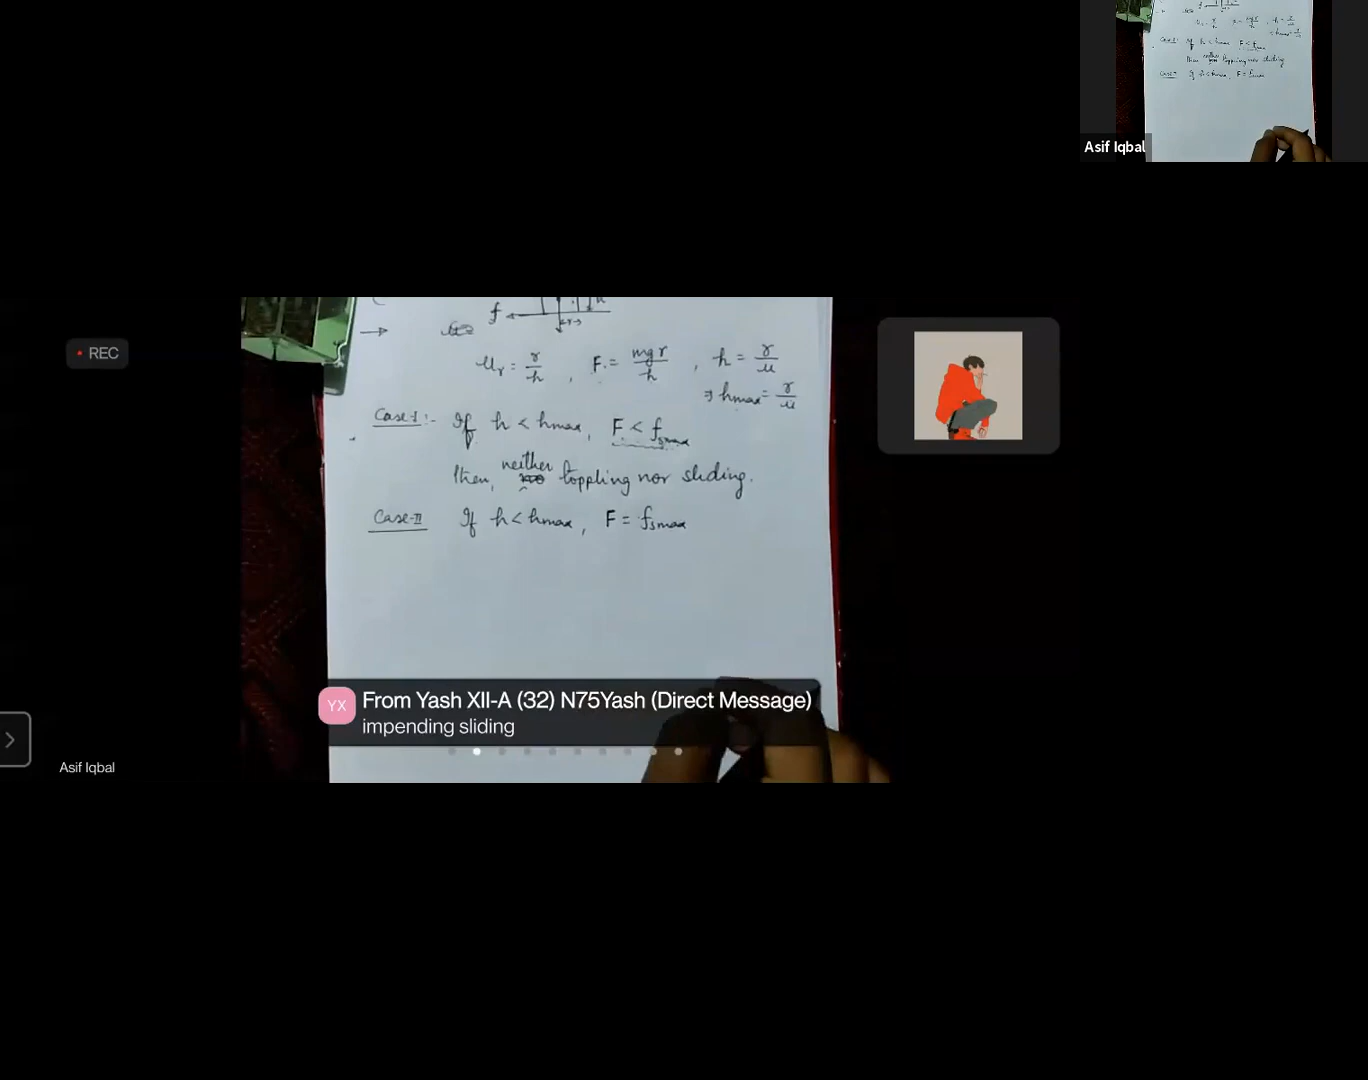 Asif Iqbal
• REC
f
r
μr = r/h , F = mgr/h , h = r/μ
⇒ hmax = r/μ
Case-I :- If h < hmax, F < fsmax
then, neither toppling nor sliding.
Case-II If h < hmax, F = fsmax
YX From Yash XII-A (32) N75Yash (Direct Message)
impending sliding
Asif Iqbal